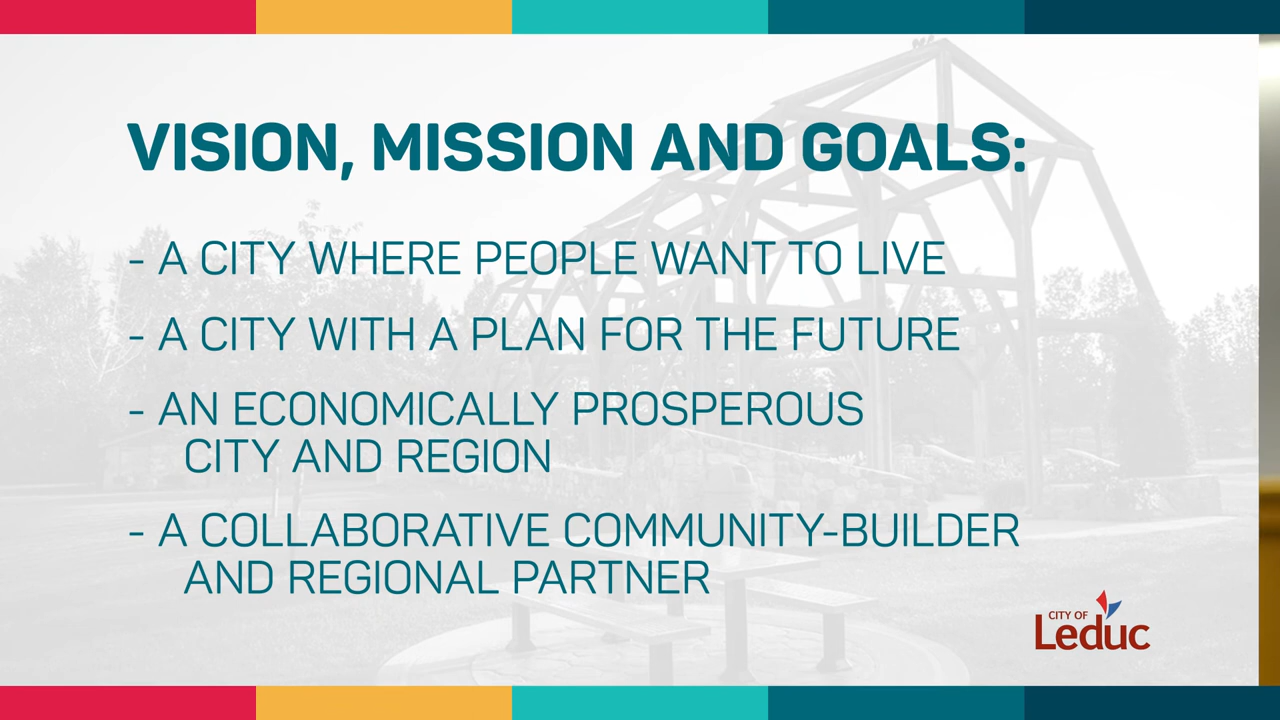 VISION, MISSION AND GOALS:
- A CITY WHERE PEOPLE WANT TO LIVE
- A CITY WITH A PLAN FOR THE FUTURE
- AN ECONOMICALLY PROSPEROUS
CITY AND REGION
- A COLLABORATIVE COMMUNITY-BUILDER
AND REGIONAL PARTNER
CITY OF
Leduc